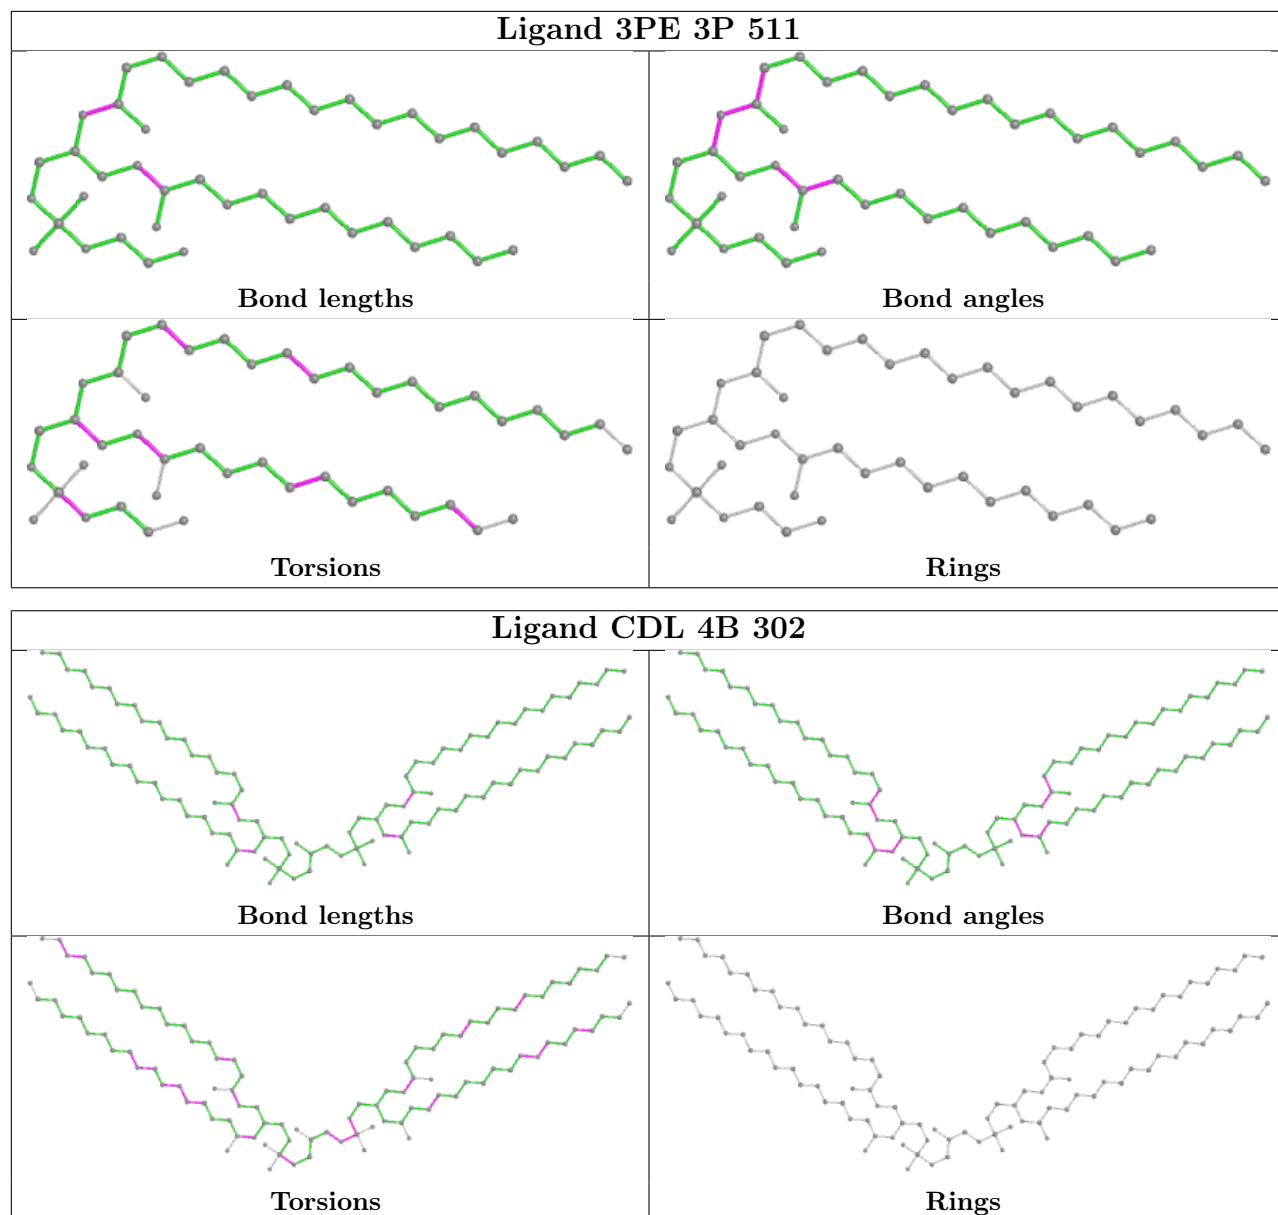 Ligand 3PE 3P 511
Bond lengths
Bond angles
Torsions
Rings
Ligand CDL 4B 302
Bond lengths
Bond angles
Torsions
Rings